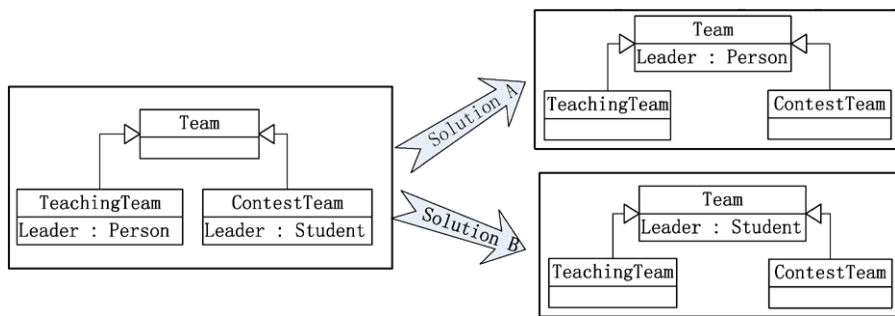 Team
TeachingTeam
Leader : Person
ContestTeam
Leader : Student
Solution A
Solution B
Team
Leader : Person
TeachingTeam
ContestTeam
Team
Leader : Student
TeachingTeam
ContestTeam